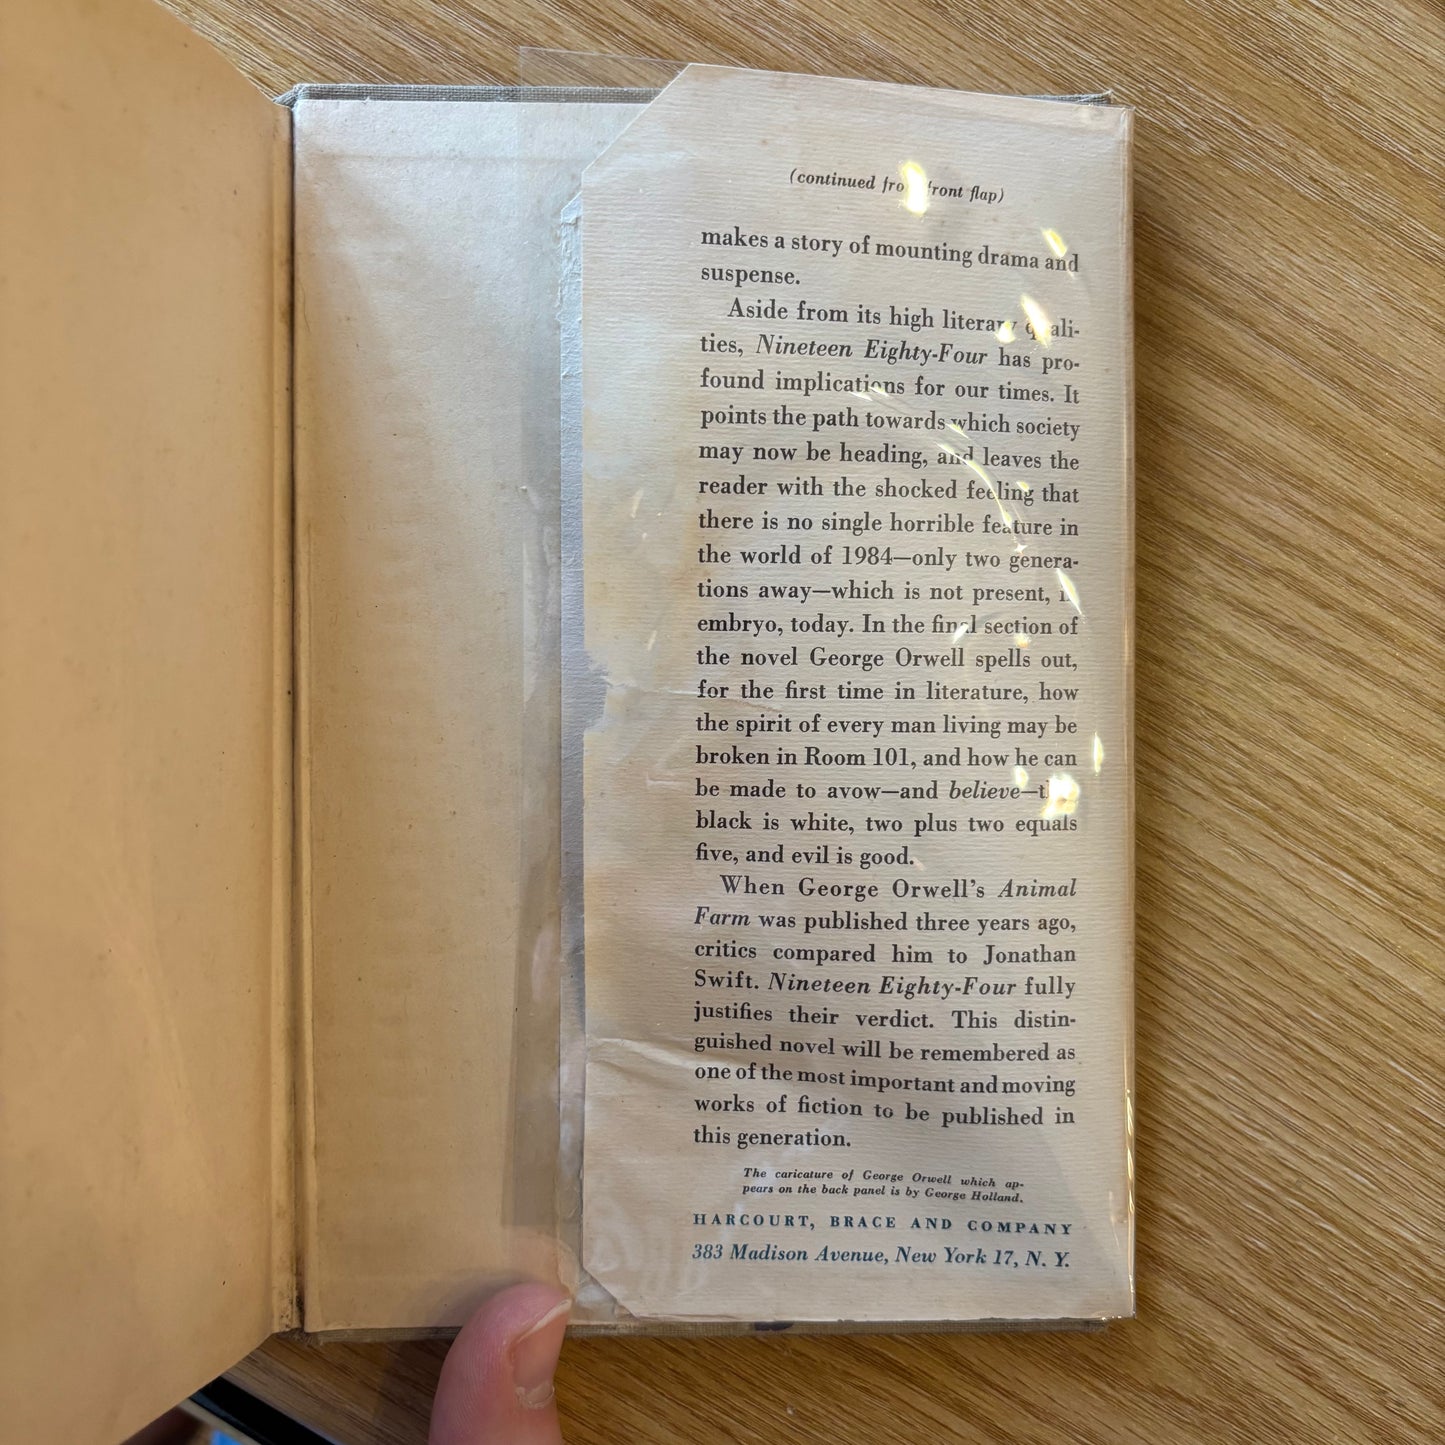 (continued from front flap)
makes a story of mounting drama and
suspense.
Aside from its high literary quali-
ties, Nineteen Eighty-Four has pro-
found implications for our times. It
points the path towards which society
may now be heading, and leaves the
reader with the shocked feeling that
there is no single horrible feature in
the world of 1984—only two genera-
tions away—which is not present, in
embryo, today. In the final section of
the novel George Orwell spells out,
for the first time in literature, how
the spirit of every man living may be
broken in Room 101, and how he can
be made to avow—and believe—that
black is white, two plus two equals
five, and evil is good.
When George Orwell's Animal
Farm was published three years ago,
critics compared him to Jonathan
Swift. Nineteen Eighty-Four fully
justifies their verdict. This distin-
guished novel will be remembered as
one of the most important and moving
works of fiction to be published in
this generation.
The caricature of George Orwell which ap-
pears on the back panel is by George Holland.
HARCOURT, BRACE AND COMPANY
383 Madison Avenue, New York 17, N. Y.